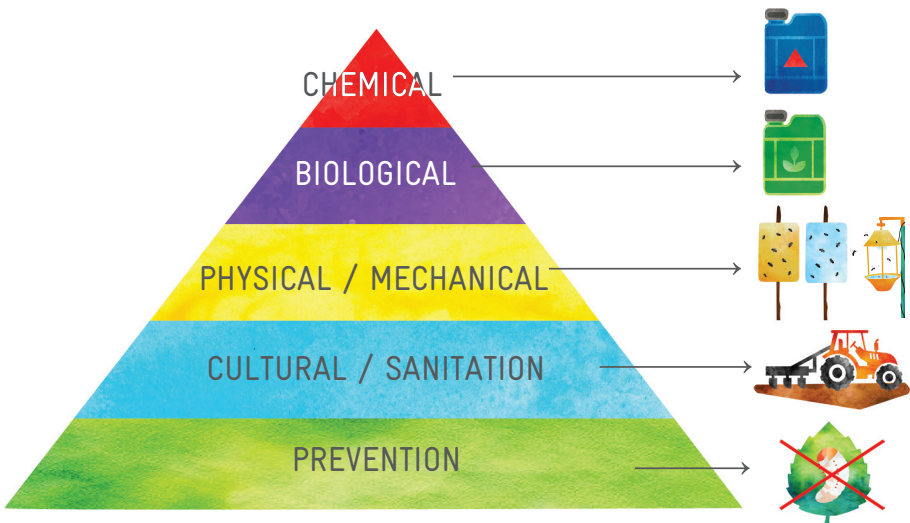 CHEMICAL
BIOLOGICAL
PHYSICAL / MECHANICAL
CULTURAL / SANITATION
PREVENTION